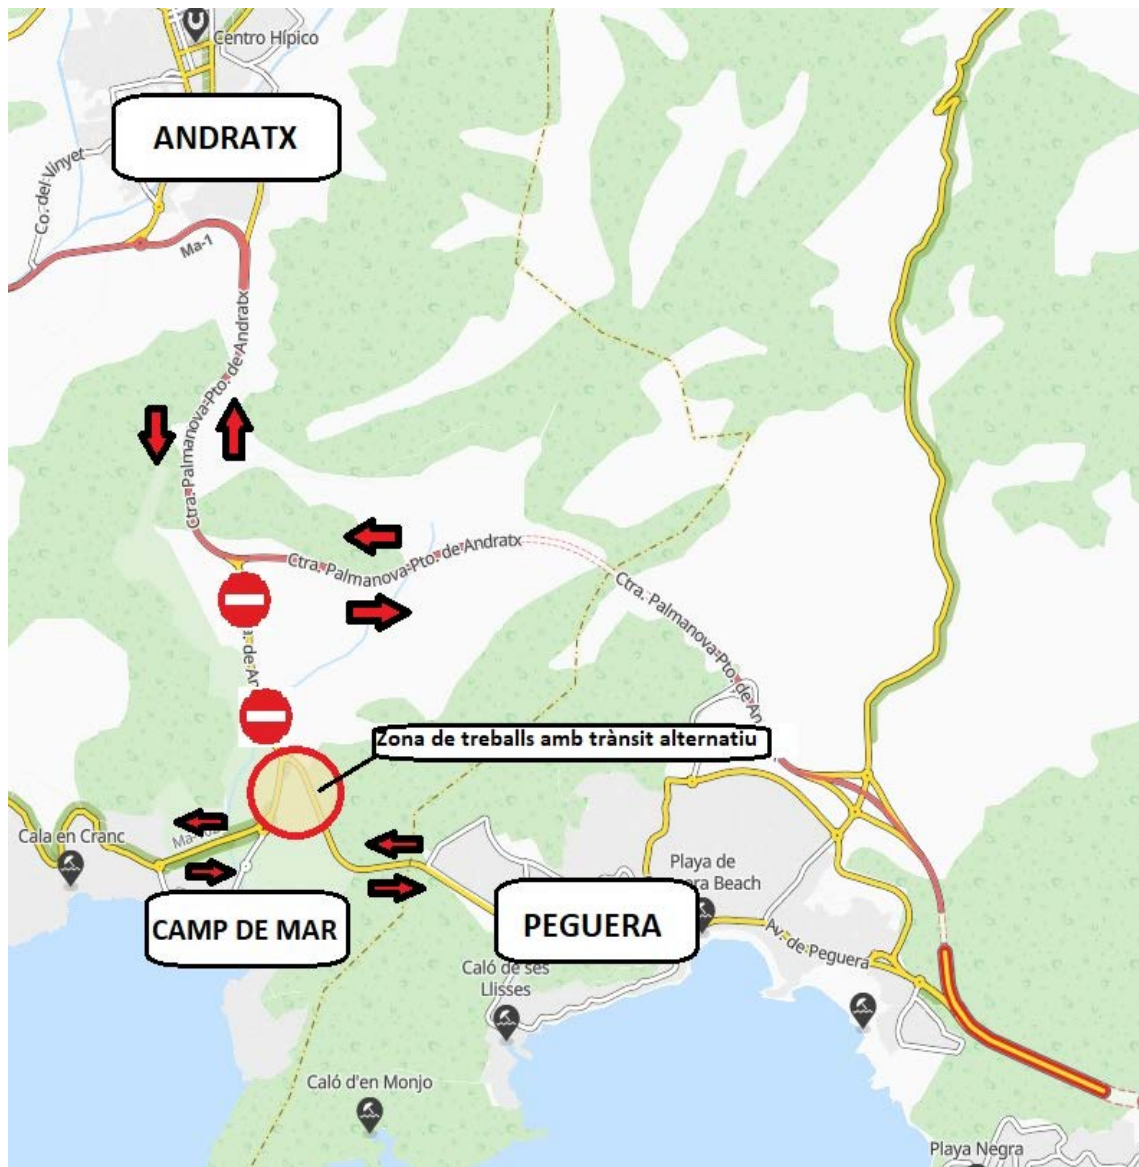 Centro Hípico
ANDRATX
Co. del Vinyet
Ma-1
Ctra. Palmanova-Pto. de Andratx
Ctra. Palmanova-Pto. de Andratx
Ctra. Palmanova-Pto. de An
de An
Zona de treballs amb trànsit alternatiu
Cala en Cranc
Playa de
Beach
CAMP DE MAR
PEGUERA
Av. de Peguera
Caló de ses
Llisses
Caló d'en Monjo
Playa Negra